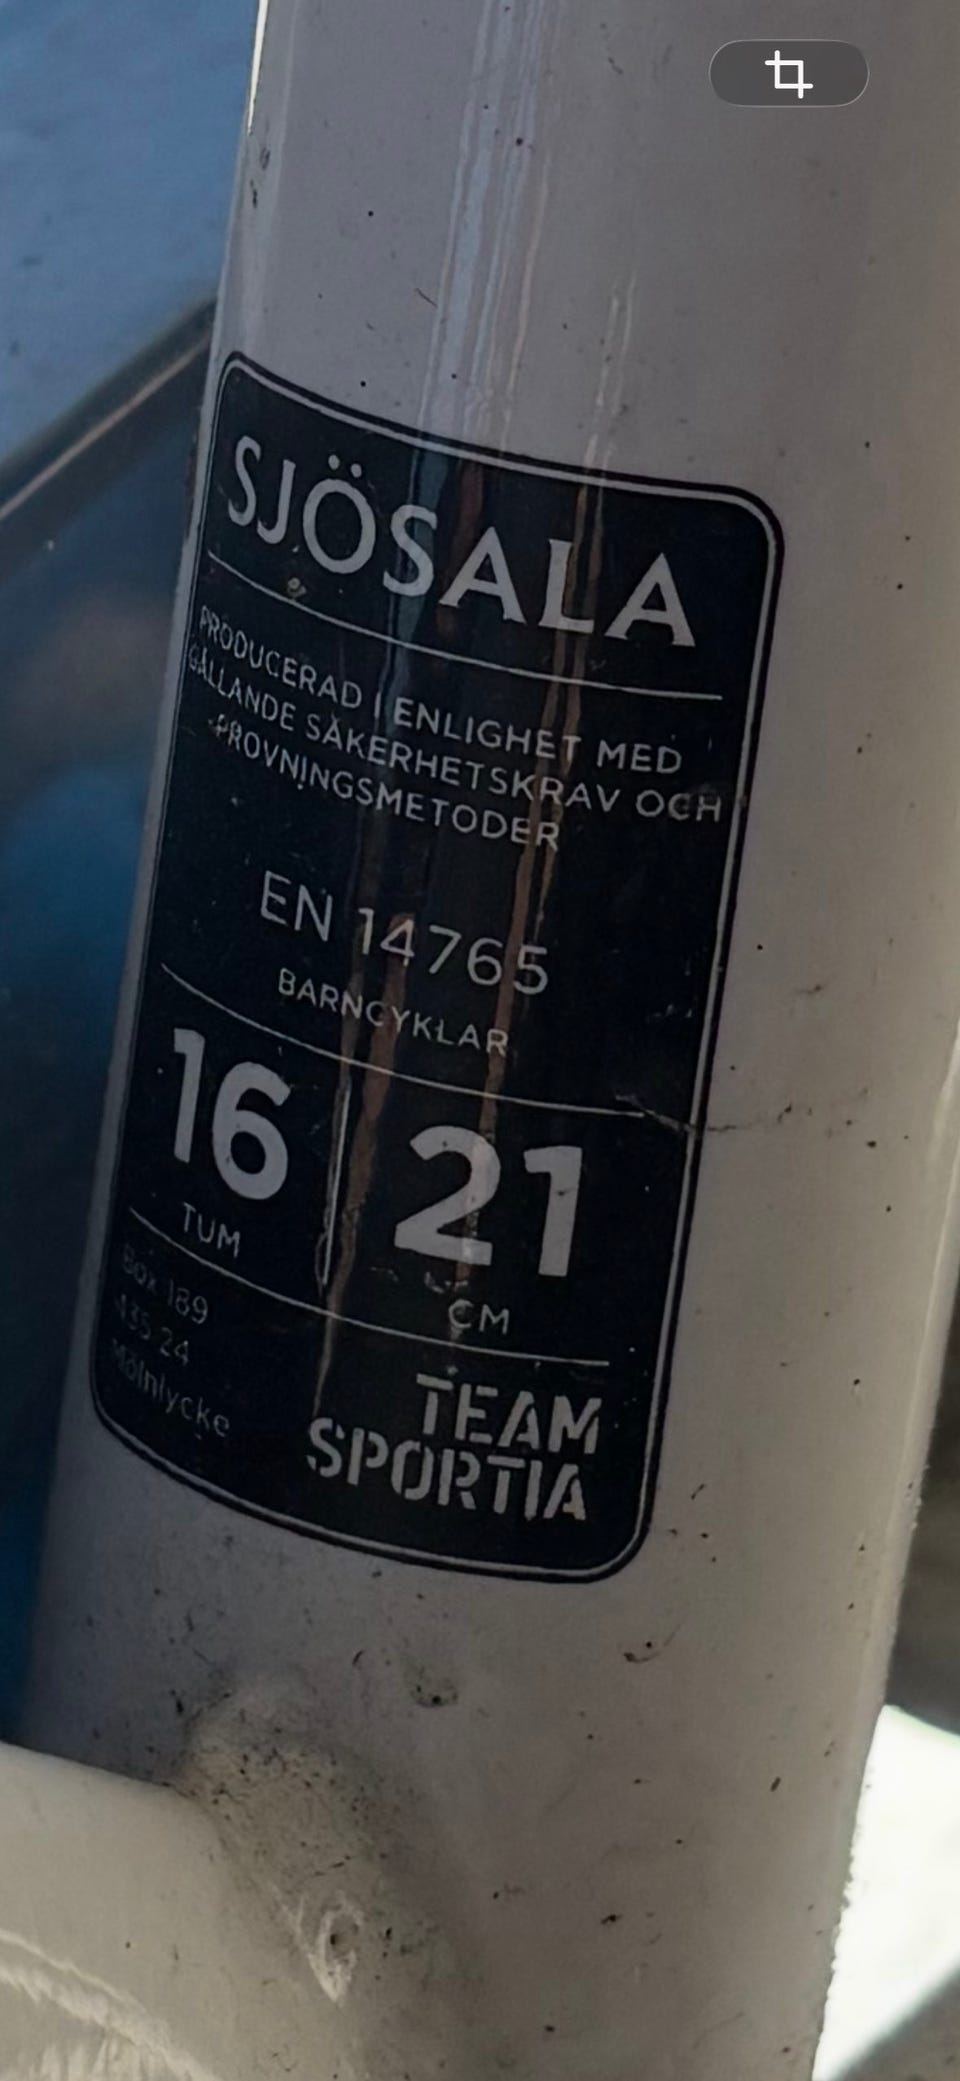 SJÖSALA
PRODUCERAD I ENLIGHET MED
GÄLLANDE SÄKERHETSKRAV OCH
PROVNINGSMETODER
EN 14765
BARNCYKLAR
16
TUM
21
CM
Box 189
435 24
Mölnlycke
TEAM
SPORTIA